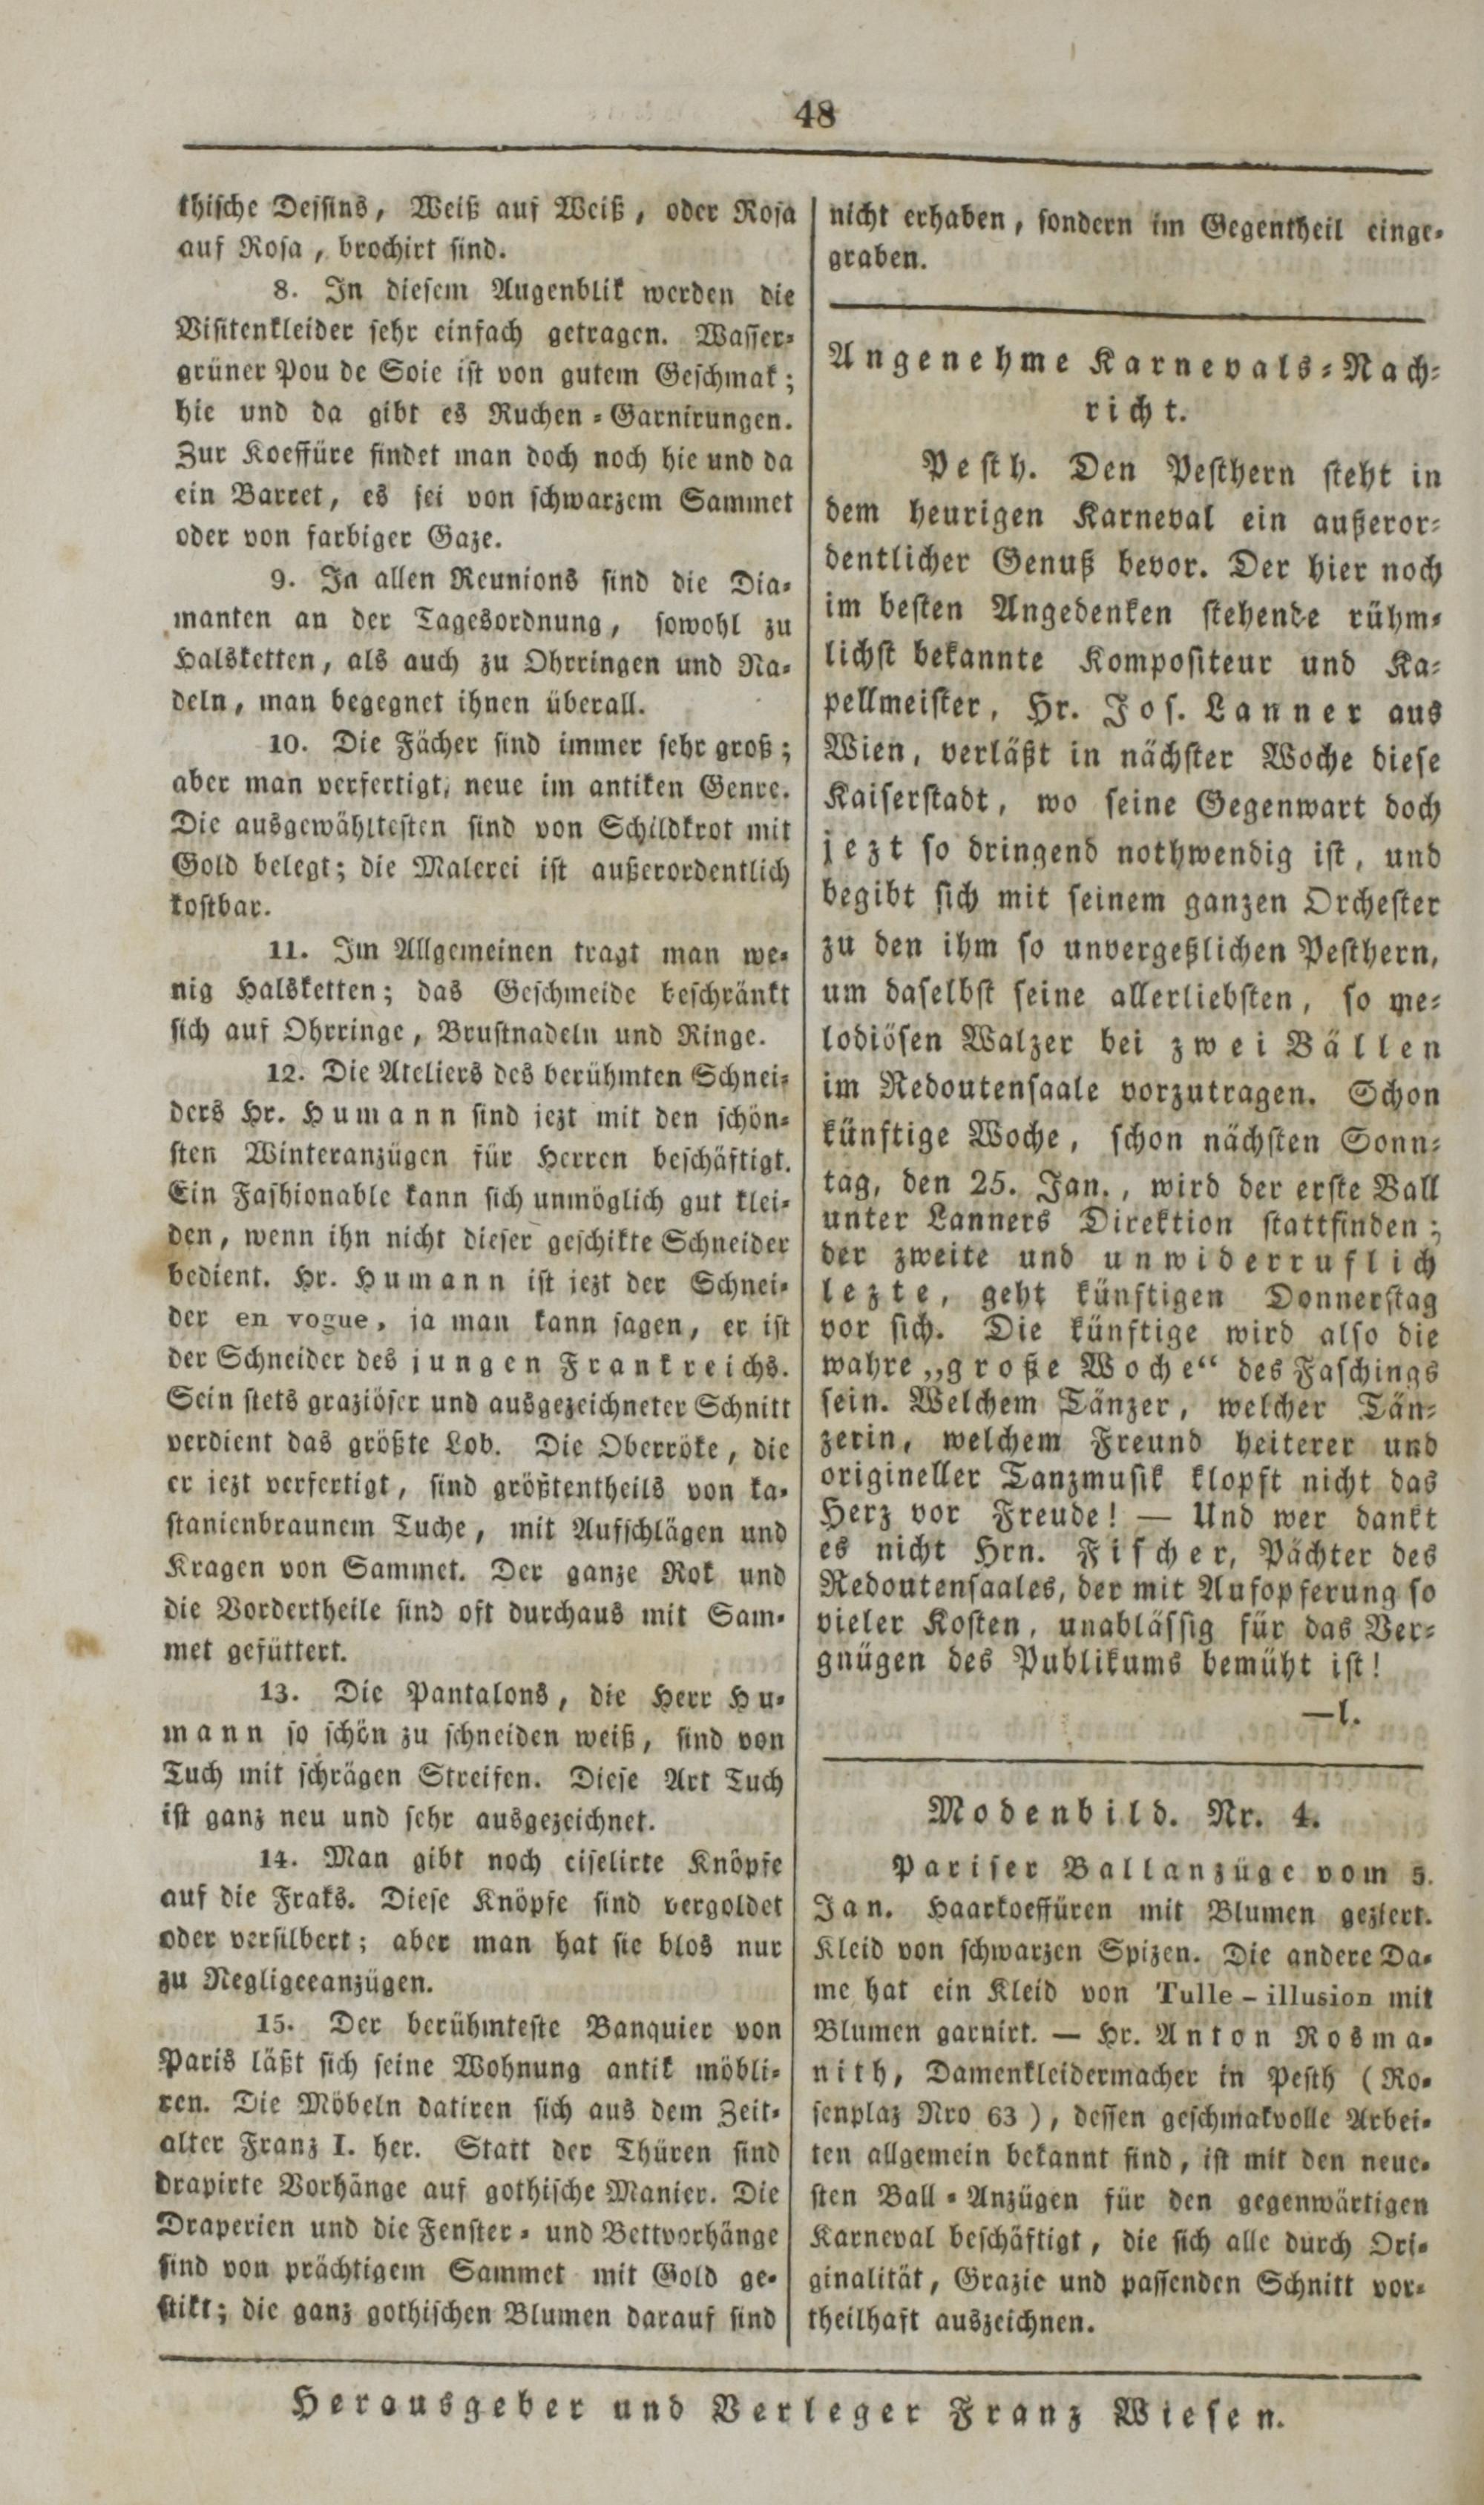 48
thische Dessins, Weiß auf Weiß, oder Rosa
auf Rosa, brochirt sind.
8. In diesem Augenblik werden die
Visitenkleider sehr einfach getragen. Wasser-
grüner Pou de Soie ist von gutem Geschmak;
hie und da gibt es Ruchen-Garnirungen.
Zur Koeffüre findet man doch noch hie und da
ein Barret, es sei von schwarzem Sammet
oder von farbiger Gaze.
9. In allen Reunions sind die Dia-
manten an der Tagesordnung, sowohl zu
Halsketten, als auch zu Ohrringen und Na-
deln, man begegnet ihnen überall.
10. Die Fächer sind immer sehr groß;
aber man verfertigt, neue im antiken Genre.
Die ausgewähltesten sind von Schildkrot mit
Gold belegt; die Malerei ist außerordentlich
kostbar.
11. Im Allgemeinen tragt man we-
nig Halsketten; das Geschmeide beschränkt
sich auf Ohrringe, Brustnadeln und Ringe.
12. Die Ateliers des berühmten Schnei-
ders Hr. Humann sind jezt mit den schön-
sten Winteranzügen für Herren beschäftigt.
Ein Fashionable kann sich unmöglich gut klei-
den, wenn ihn nicht dieser geschikte Schneider
bedient. Hr. Humann ist jezt der Schnei-
der en vogue, ja man kann sagen, er ist
der Schneider des jungen Frankreichs.
Sein stets graziöser und ausgezeichneter Schnitt
verdient das größte Lob. Die Oberröke, die
er jezt verfertigt, sind größtentheils von ka-
stanienbraunem Tuche, mit Aufschlägen und
Kragen von Sammet. Der ganze Rok und
die Vordertheile sind oft durchaus mit Sam-
met gefüttert.
13. Die Pantalons, die Herr Hu-
mann so schön zu schneiden weiß, sind von
Tuch mit schrägen Streifen. Diese Art Tuch
ist ganz neu und sehr ausgezeichnet.
14. Man gibt noch ciselirte Knöpfe
auf die Fraks. Diese Knöpfe sind vergoldet
oder versilbert; aber man hat sie blos nur
zu Negligeeanzügen.
15. Der berühmteste Banquier von
Paris läßt sich seine Wohnung antik möbli-
ren. Die Möbeln datiren sich aus dem Zeit-
alter Franz I. her. Statt der Thüren sind
drapirte Vorhänge auf gothische Manier. Die
Draperien und die Fenster- und Bettvorhänge
sind von prächtigem Sammet mit Gold ge-
stikt; die ganz gothischen Blumen darauf sind
nicht erhaben, sondern im Gegentheil einge-
graben.
Angenehme Karnevals-Nach-
richt.
Pesth. Den Pesthern steht in
dem heurigen Karneval ein außeror-
dentlicher Genuß bevor. Der hier noch
im besten Angedenken stehende rühm-
lichst bekannte Kompositeur und Ka-
pellmeister, Hr. Jos. Lanner aus
Wien, verläßt in nächster Woche diese
Kaiserstadt, wo seine Gegenwart doch
jezt so dringend nothwendig ist, und
begibt sich mit seinem ganzen Orchester
zu den ihm so unvergeßlichen Pesthern,
um daselbst seine allerliebsten, so me-
lodiösen Walzer bei zwei Bällen
im Redoutensaale vorzutragen. Schon
künftige Woche, schon nächsten Sonn-
tag, den 25. Jan., wird der erste Ball
unter Lanners Direktion stattfinden;
der zweite und unwiderruflich
lezte, geht künftigen Donnerstag
vor sich. Die künftige wird also die
wahre „große Woche“ des Faschings
sein. Welchem Tänzer, welcher Tän-
zerin, welchem Freund heiterer und
origineller Tanzmusik klopft nicht das
Herz vor Freude! — Und wer dankt
es nicht Hrn. Fischer, Pächter des
Redoutensaales, der mit Aufopferung so
vieler Kosten, unablässig für das Ver-
gnügen des Publikums bemüht ist!
—l.
Modenbild. Nr. 4.
Pariser Ballanzüge vom 5.
Jan. Haarkoeffüren mit Blumen geziert.
Kleid von schwarzen Spizen. Die andere Da-
me hat ein Kleid von Tulle-illusion mit
Blumen garnirt. — Hr. Anton Rosma-
nith, Damenkleidermacher in Pesth (Ro-
senplaz Nro 63), dessen geschmakvolle Arbei-
ten allgemein bekannt sind, ist mit den neue-
sten Ball-Anzügen für den gegenwärtigen
Karneval beschäftigt, die sich alle durch Ori-
ginalität, Grazie und passenden Schnitt vor-
theilhaft auszeichnen.
Herausgeber und Verleger Franz Wiesen.